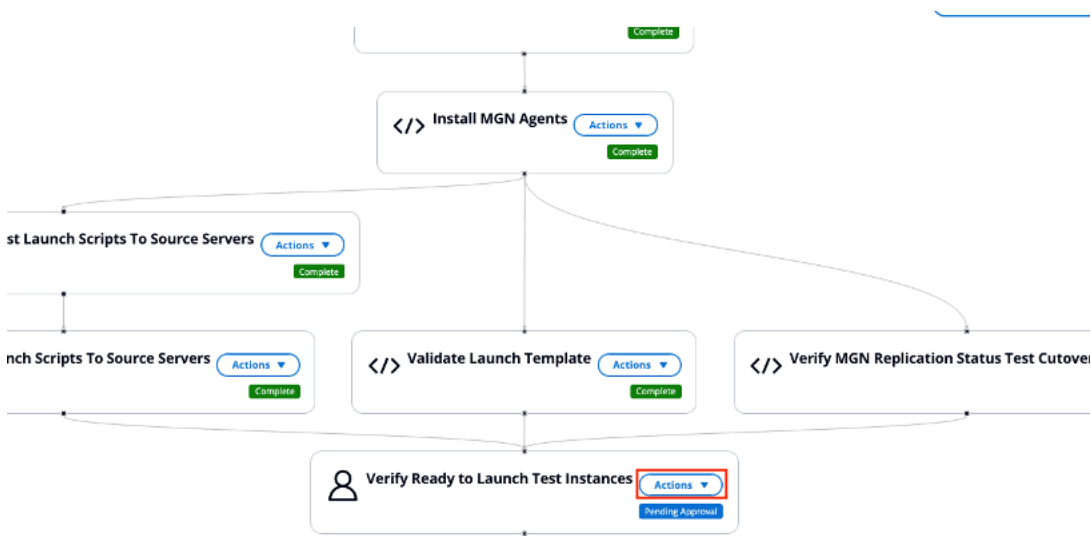 Complete
</> Install MGN Agents Actions ▼
Complete
st Launch Scripts To Source Servers Actions ▼
Complete
nch Scripts To Source Servers Actions ▼
Complete
</> Validate Launch Template Actions ▼
Complete
</> Verify MGN Replication Status Test Cutover
Verify Ready to Launch Test Instances Actions ▼
Pending Approval